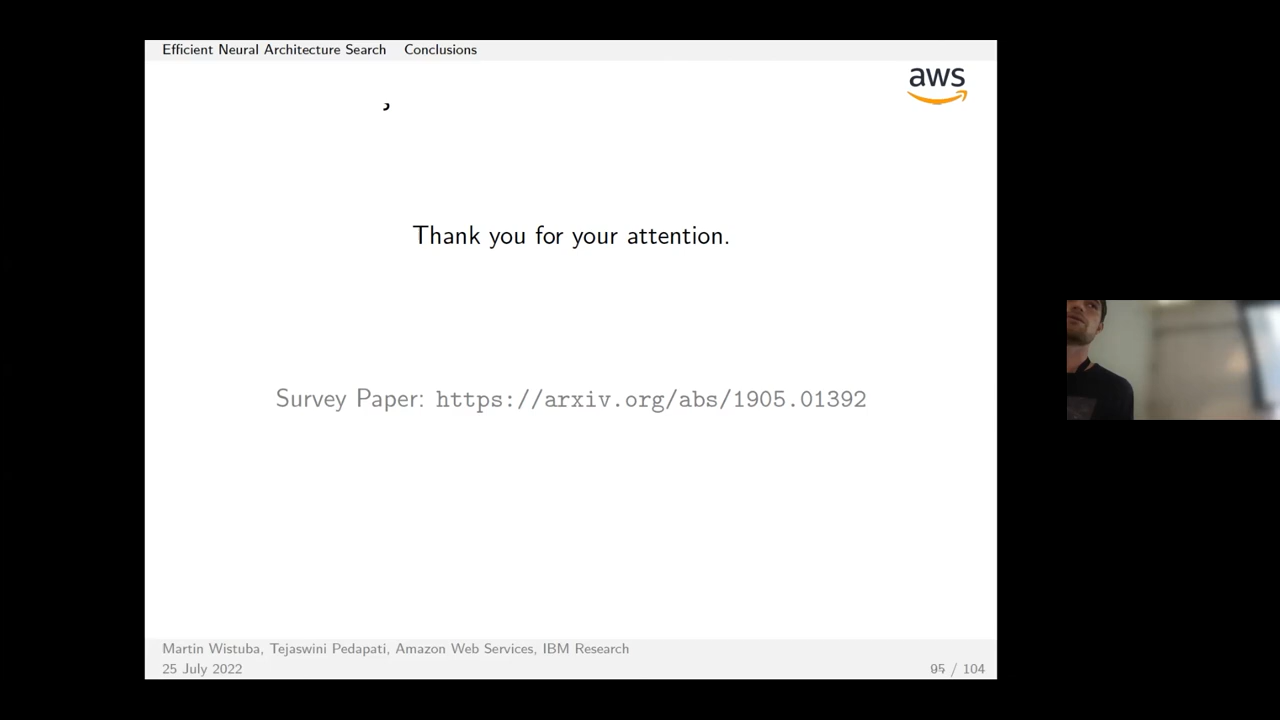 Efficient Neural Architecture Search Conclusions
aws
,
Thank you for your attention.
Survey Paper: https://arxiv.org/abs/1905.01392
Martin Wistuba, Tejaswini Pedapati, Amazon Web Services, IBM Research
25 July 2022
95 / 104